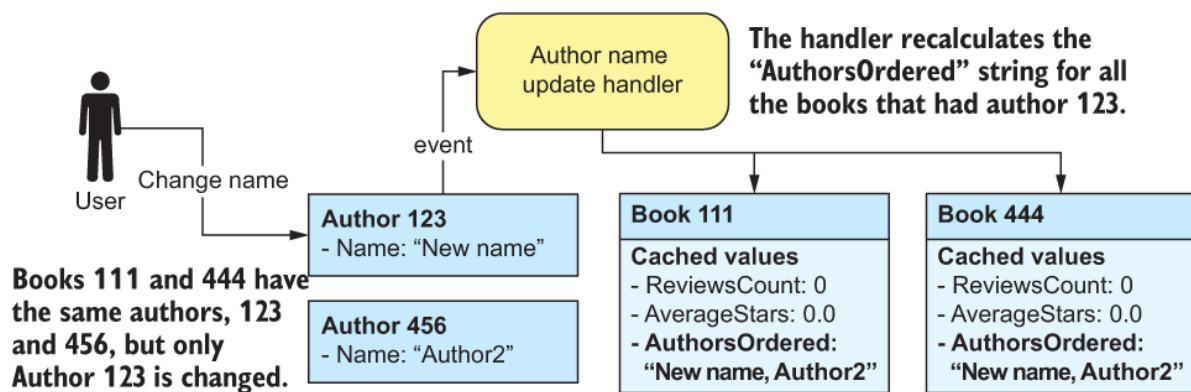 Author name
update handler
The handler recalculates the
“AuthorsOrdered” string for all
the books that had author 123.
event
User
Change name
Author 123
- Name: “New name”
Books 111 and 444 have
the same authors, 123
and 456, but only
Author 123 is changed.
Author 456
- Name: “Author2”
Book 111
Cached values
- ReviewsCount: 0
- AverageStars: 0.0
- AuthorsOrdered:
“New name, Author2”
Book 444
Cached values
- ReviewsCount: 0
- AverageStars: 0.0
- AuthorsOrdered:
“New name, Author2”